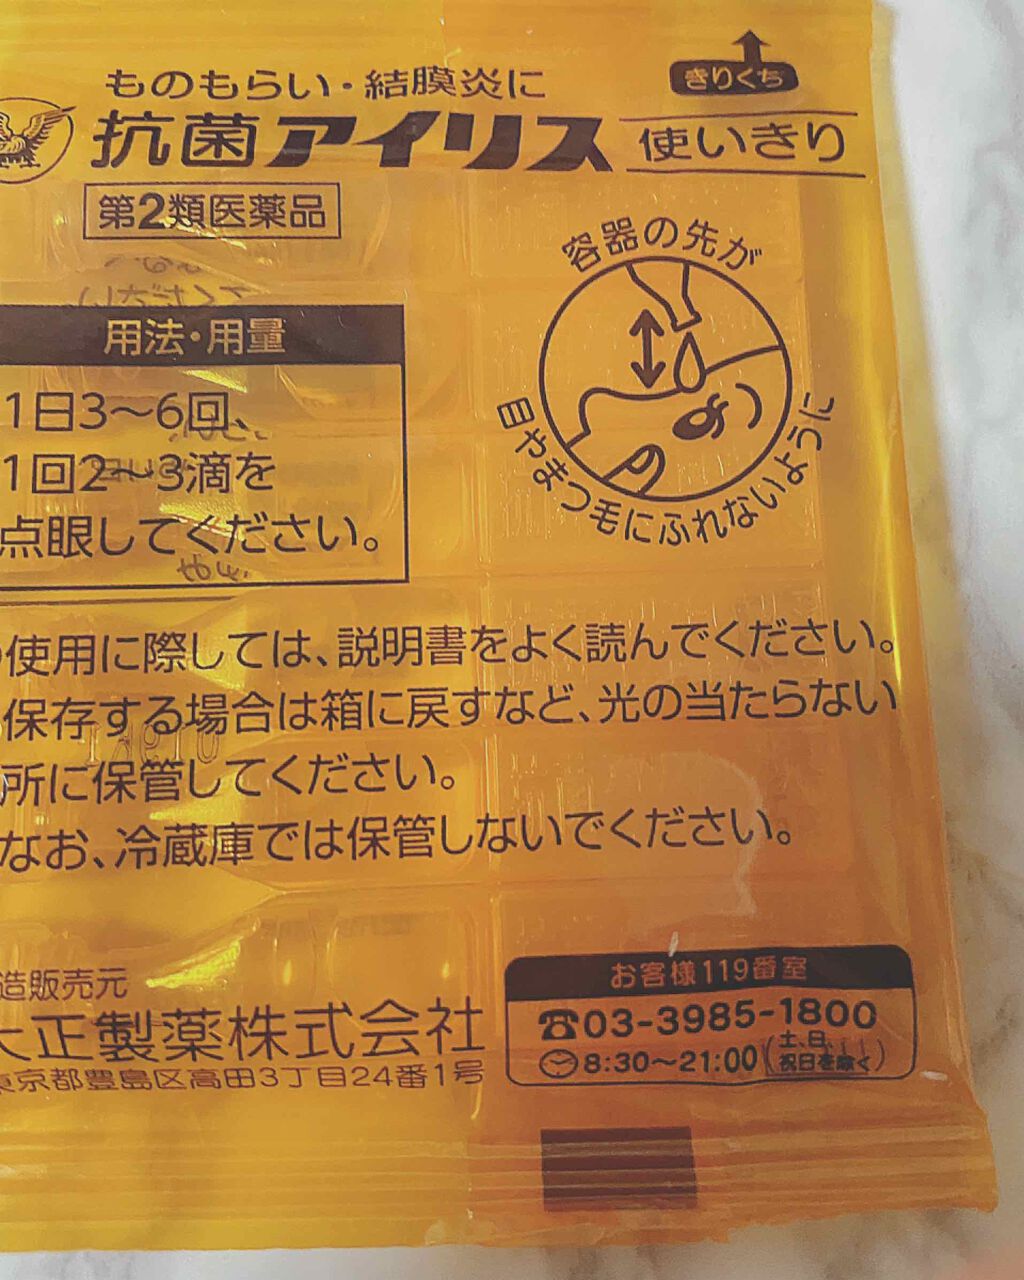 きりくち
ものもらい・結膜炎に
抗菌アイリス 使いきり
第2類医薬品
容器の先が
目やまつ毛にふれないように
用法・用量
1日3〜6回、
1回2〜3滴を
点眼してください。
使用に際しては、説明書をよく読んでください。
保存する場合は箱に戻すなど、光の当たらない
所に保管してください。
なお、冷蔵庫では保管しないでください。
造販売元
大正製薬株式会社
東京都豊島区高田3丁目24番1号
お客様119番室
☎03-3985-1800
8:30〜21:00(土、日、祝日を除く)